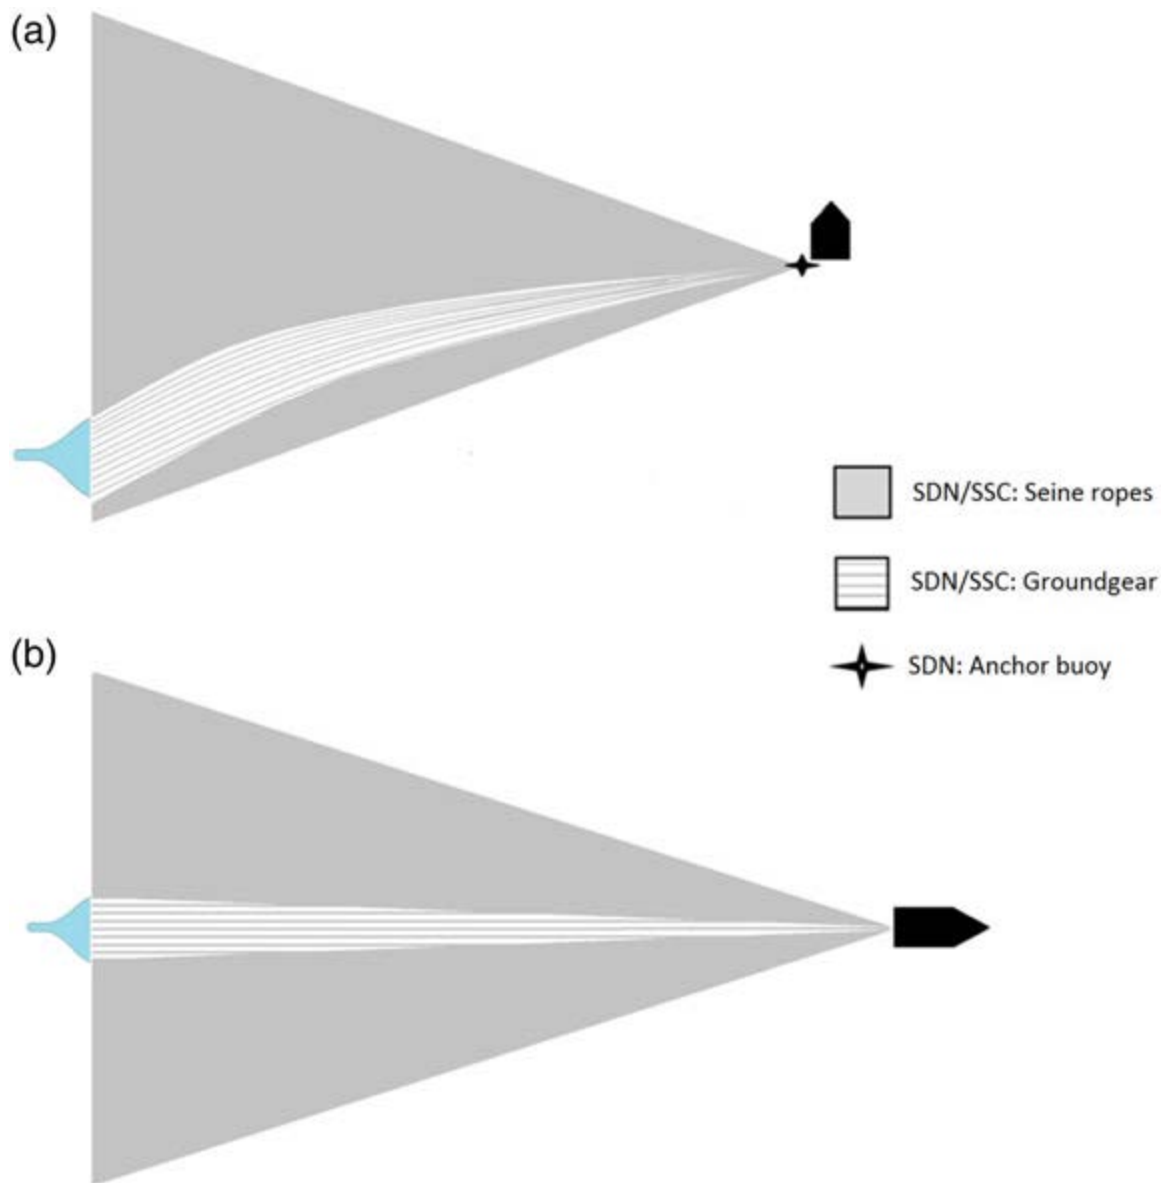 (a)
SDN/SSC: Seine ropes
SDN/SSC: Groundgear
SDN: Anchor buoy
(b)